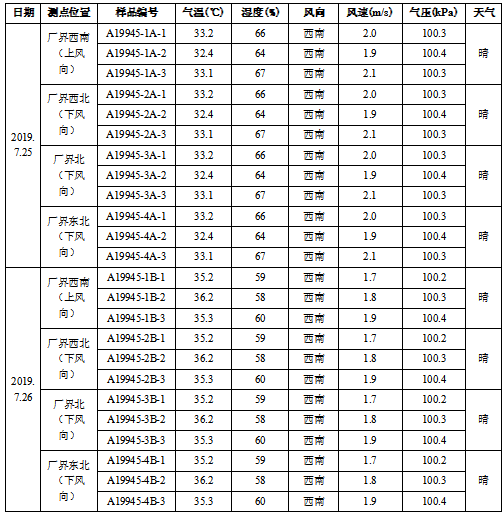 日期 测点位置 样品编号 气温(℃) 湿度(%) 风向 风速(m/s) 气压(kPa) 天气
2019.7.25 厂界西南（上风向） A19945-1A-1 33.2 66 西南 2.0 100.3 晴
A19945-1A-2 32.4 64 西南 1.9 100.4
A19945-1A-3 33.1 67 西南 2.1 100.3
厂界西北（下风向） A19945-2A-1 33.2 66 西南 2.0 100.3 晴
A19945-2A-2 32.4 64 西南 1.9 100.4
A19945-2A-3 33.1 67 西南 2.1 100.3
厂界北（下风向） A19945-3A-1 33.2 66 西南 2.0 100.3 晴
A19945-3A-2 32.4 64 西南 1.9 100.4
A19945-3A-3 33.1 67 西南 2.1 100.3
厂界东北（下风向） A19945-4A-1 33.2 66 西南 2.0 100.3 晴
A19945-4A-2 32.4 64 西南 1.9 100.4
A19945-4A-3 33.1 67 西南 2.1 100.3
2019.7.26 厂界西南（上风向） A19945-1B-1 35.2 59 西南 1.7 100.2 晴
A19945-1B-2 36.2 58 西南 1.8 100.3
A19945-1B-3 35.3 60 西南 1.9 100.4
厂界西北（下风向） A19945-2B-1 35.2 59 西南 1.7 100.2 晴
A19945-2B-2 36.2 58 西南 1.8 100.3
A19945-2B-3 35.3 60 西南 1.9 100.4
厂界北（下风向） A19945-3B-1 35.2 59 西南 1.7 100.2 晴
A19945-3B-2 36.2 58 西南 1.8 100.3
A19945-3B-3 35.3 60 西南 1.9 100.4
厂界东北（下风向） A19945-4B-1 35.2 59 西南 1.7 100.2 晴
A19945-4B-2 36.2 58 西南 1.8 100.3
A19945-4B-3 35.3 60 西南 1.9 100.4